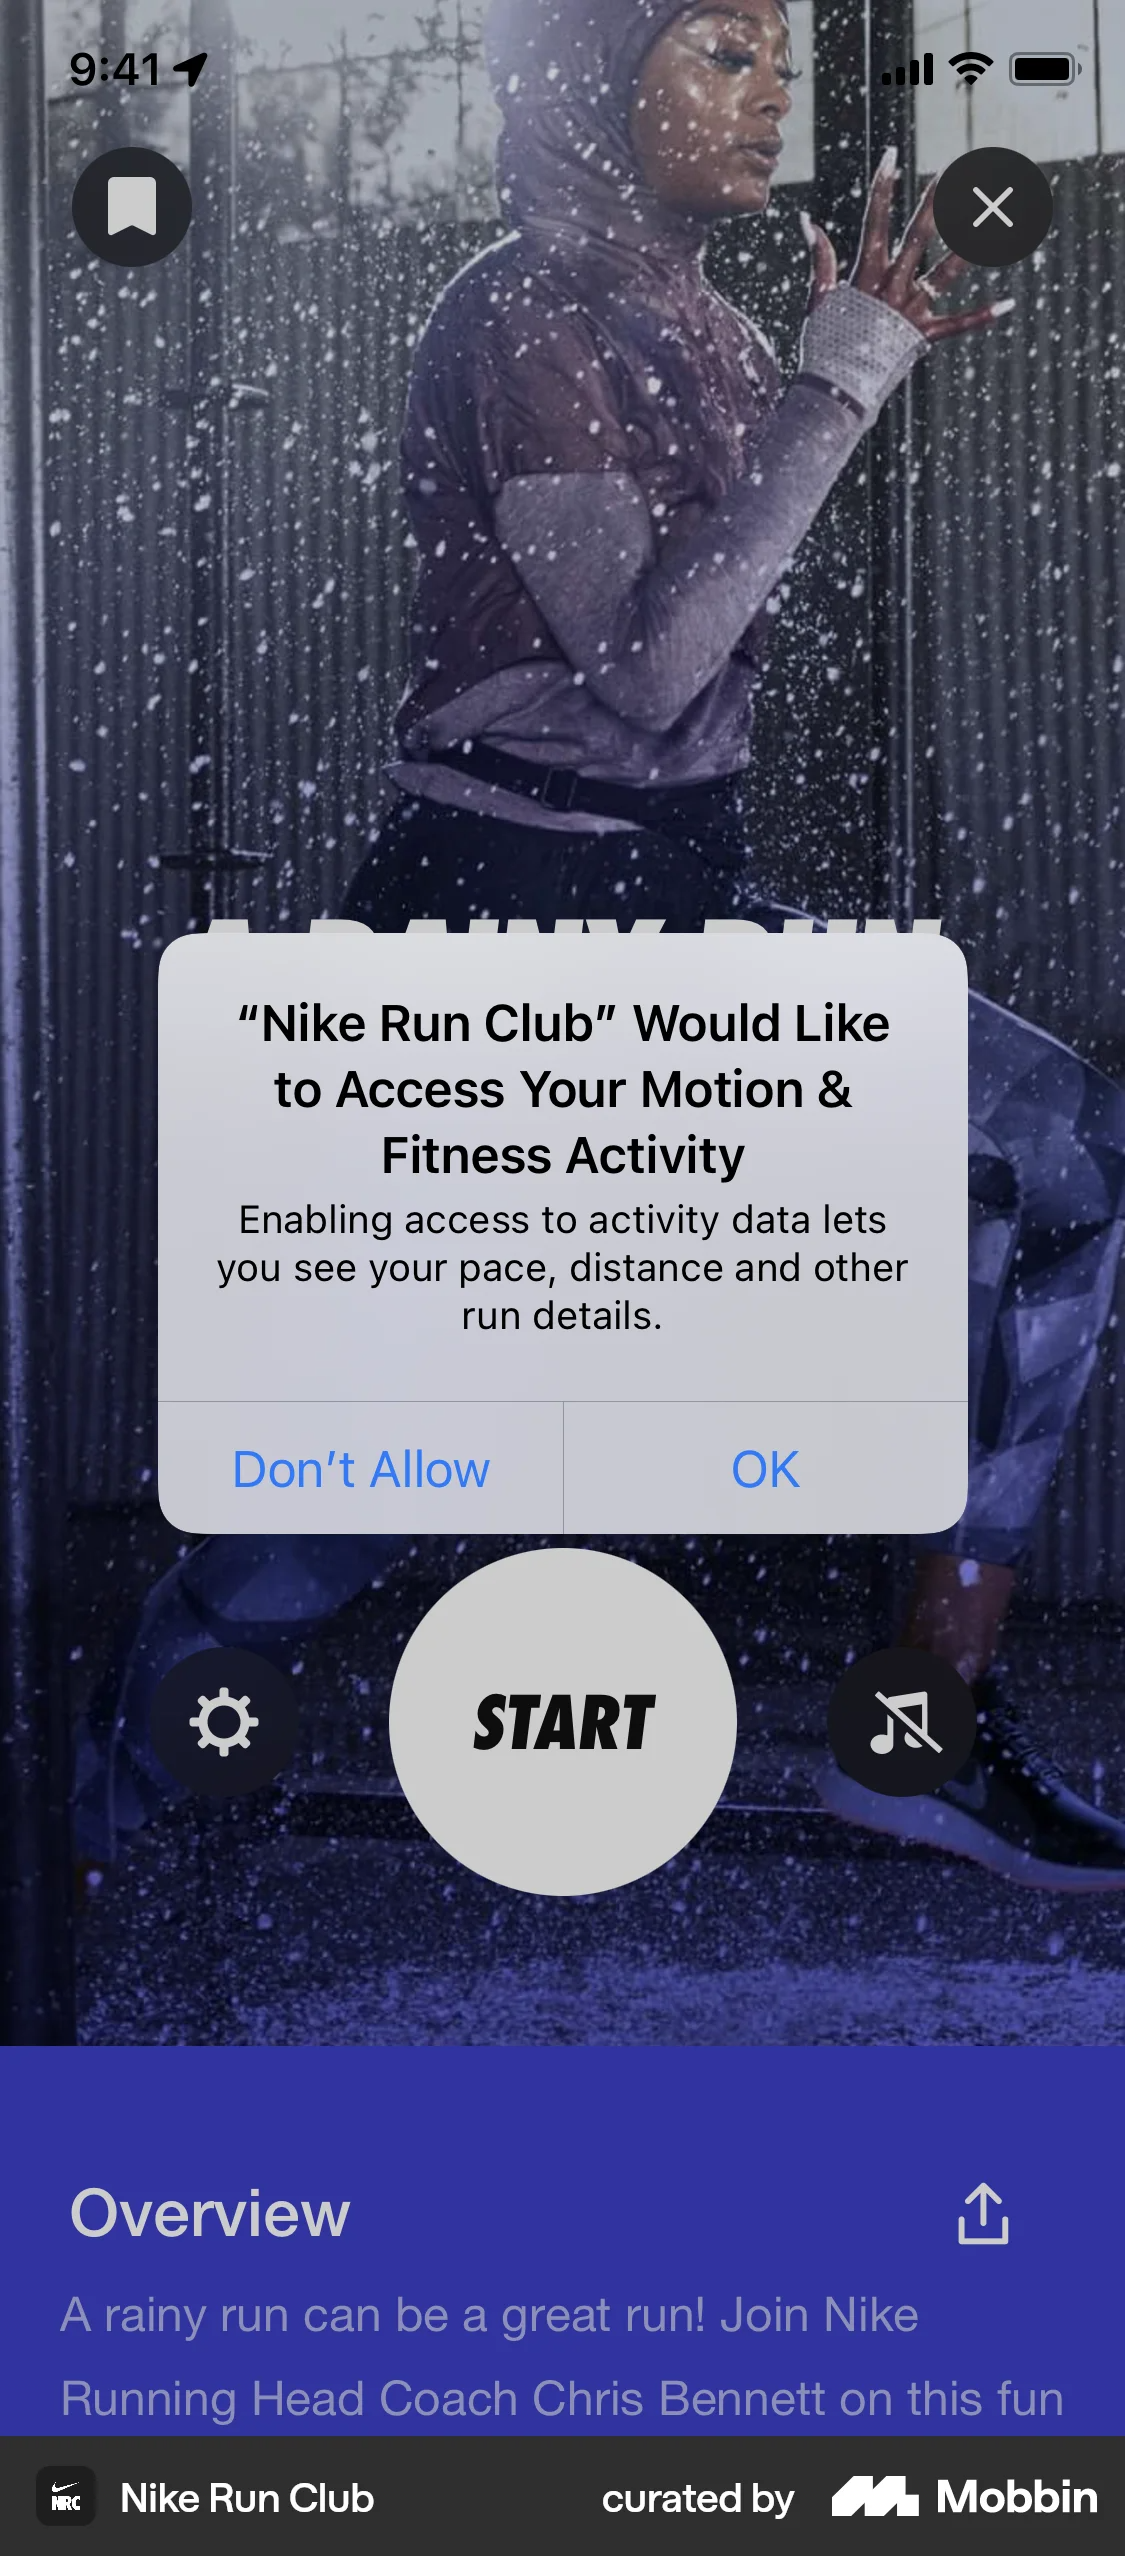 9:41
A RAINY RUN
“Nike Run Club” Would Like
to Access Your Motion &
Fitness Activity
Enabling access to activity data lets
you see your pace, distance and other
run details.
Don’t Allow
OK
START
Overview
A rainy run can be a great run! Join Nike
Running Head Coach Chris Bennett on this fun
NRC
Nike Run Club
curated by
Mobbin